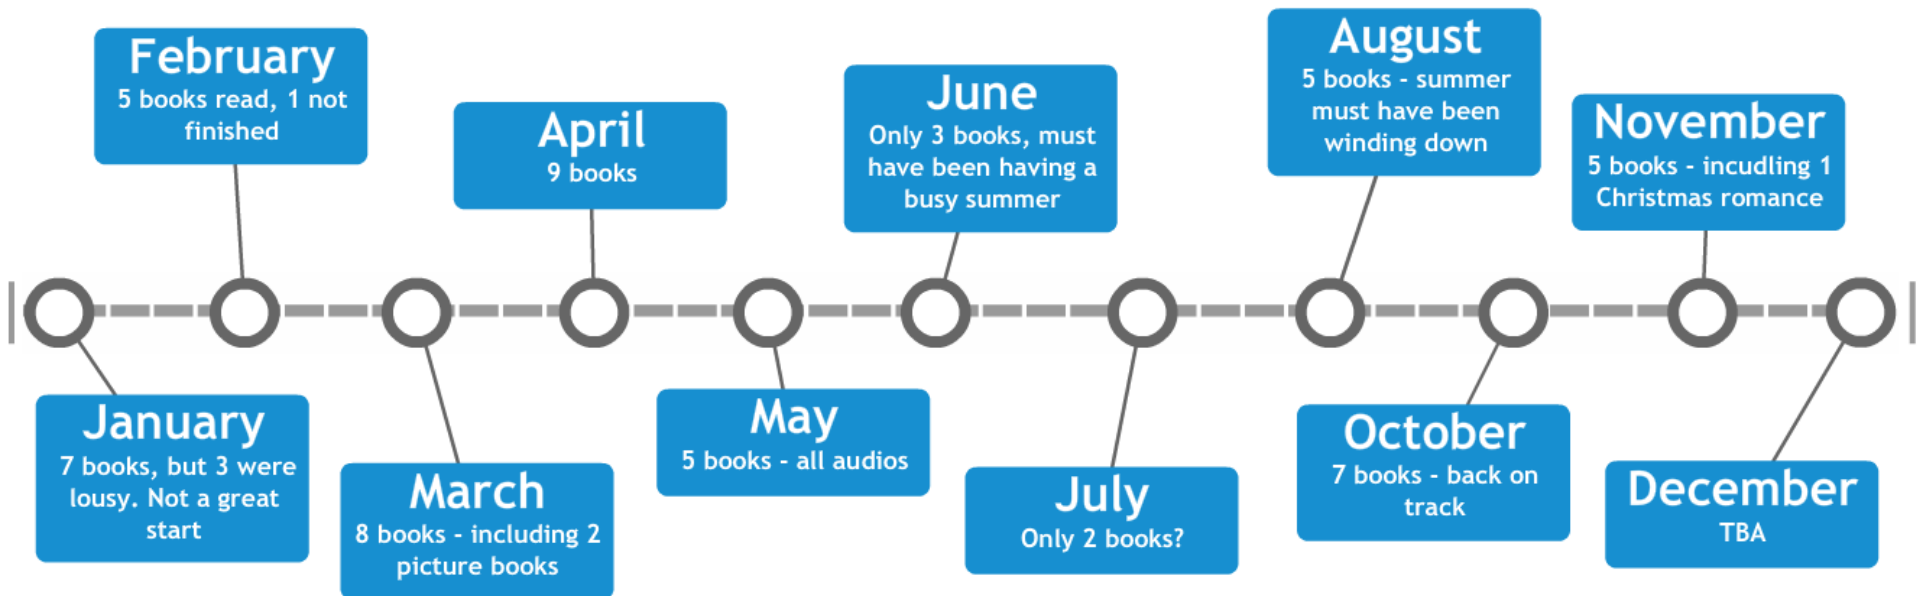 January
7 books, but 3 were
lousy. Not a great
start
February
5 books read, 1 not
finished
March
8 books - including 2
picture books
April
9 books
May
5 books - all audios
June
Only 3 books, must
have been having a
busy summer
July
Only 2 books?
August
5 books - summer
must have been
winding down
October
7 books - back on
track
November
5 books - incudling 1
Christmas romance
December
TBA